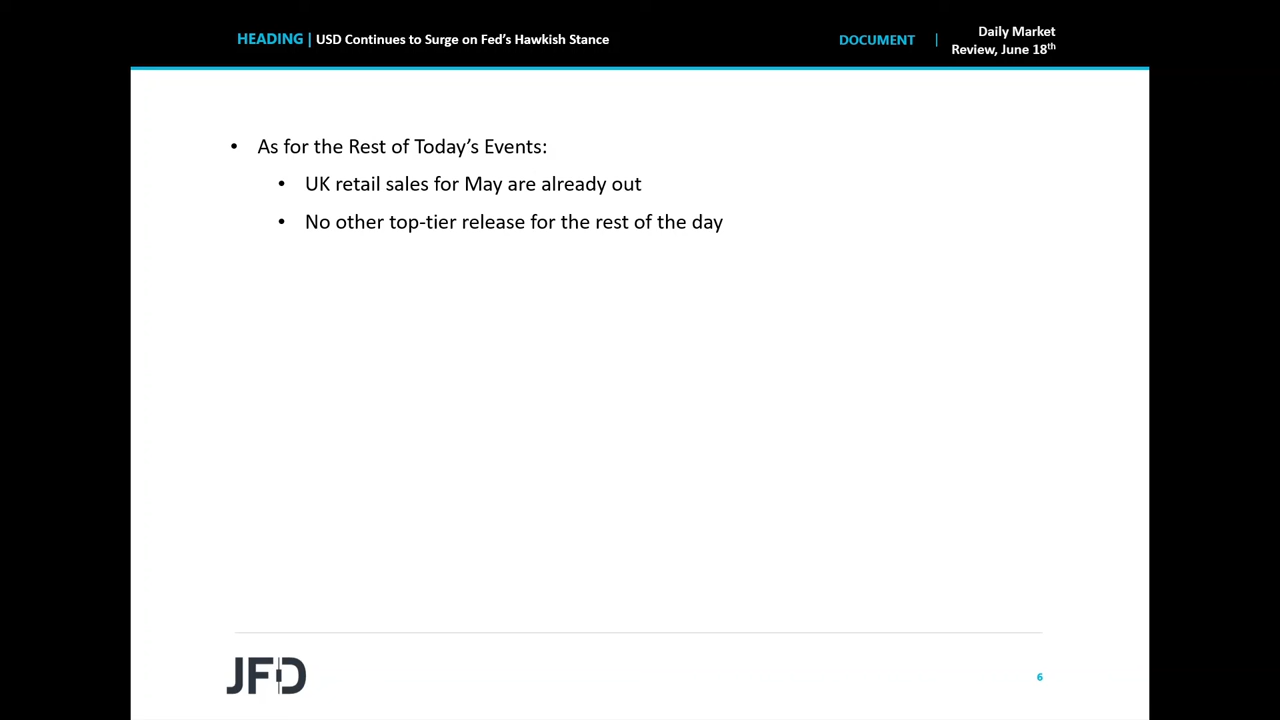 HEADING | USD Continues to Surge on Fed's Hawkish Stance
DOCUMENT | Daily Market
Review, June 18th
• As for the Rest of Today’s Events:
• UK retail sales for May are already out
• No other top-tier release for the rest of the day
JFD
6